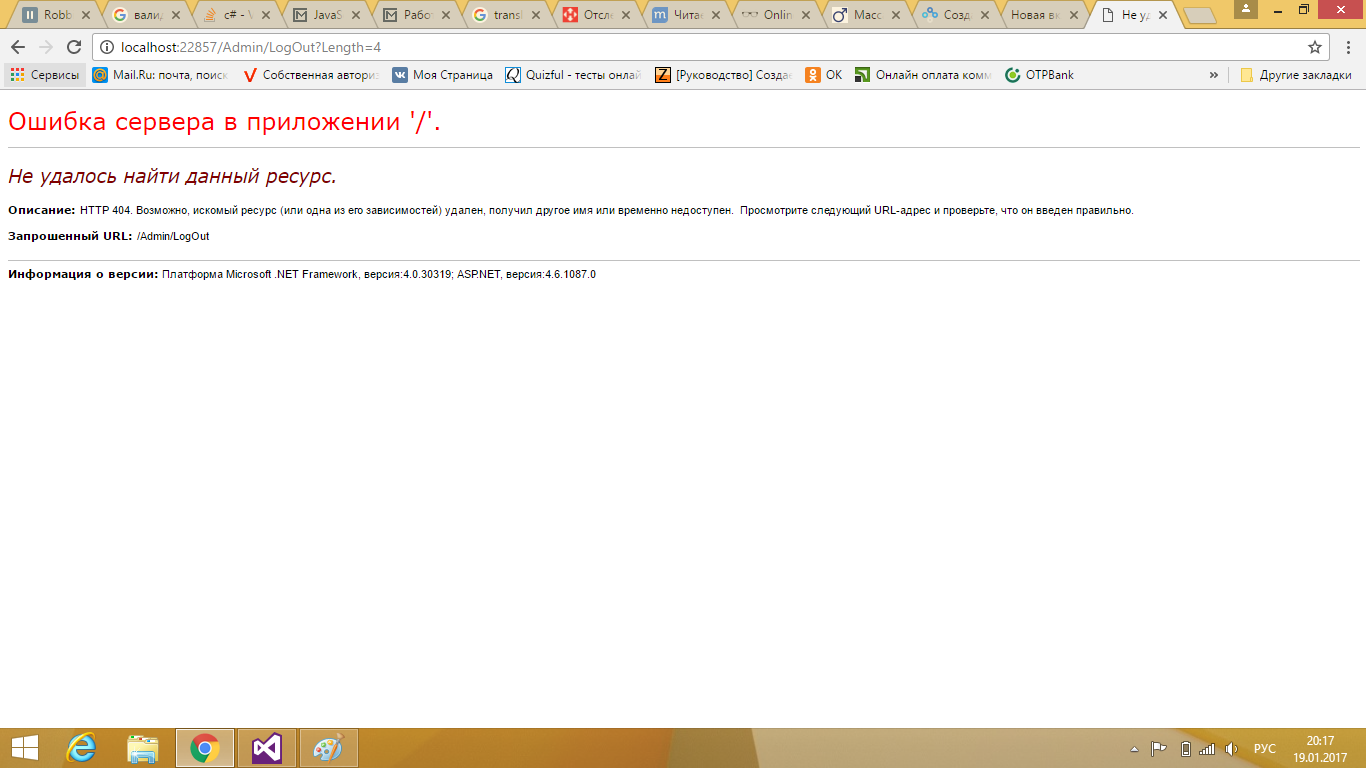 Robb
вали
c# - V
JavaS
Рабо
transl
Отсле
Читае
Onlin
Масс
Созд
Новая вк
Не уд
localhost:22857/Admin/LogOut?Length=4
Сервисы
Mail.Ru: почта, поиск
Собственная авториз
Моя Страница
Quizful - тесты онлай
[Руководство] Создае
ОК
Онлайн оплата комм
OTPBank
»
Другие закладки
Ошибка сервера в приложении '/'.
Не удалось найти данный ресурс.
Описание: HTTP 404. Возможно, искомый ресурс (или одна из его зависимостей) удален, получил другое имя или временно недоступен. Просмотрите следующий URL-адрес и проверьте, что он введен правильно.
Запрошенный URL: /Admin/LogOut
Информация о версии: Платформа Microsoft .NET Framework, версия:4.0.30319; ASP.NET, версия:4.6.1087.0
РУС
20:17
19.01.2017